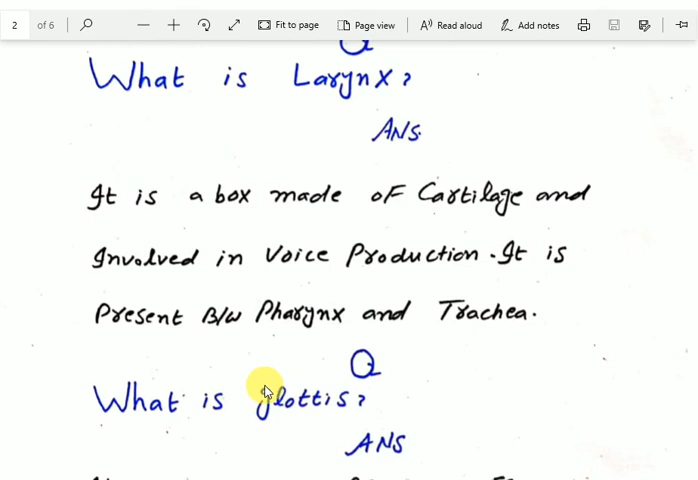 2 of 6 Fit to page Page view Read aloud Add notes
Q
What is Larynx?
ANS
It is a box made of Cartilage and
Involved in Voice Production. It is
Present B/w Pharynx and Trachea.
Q
What is glottis?
ANS